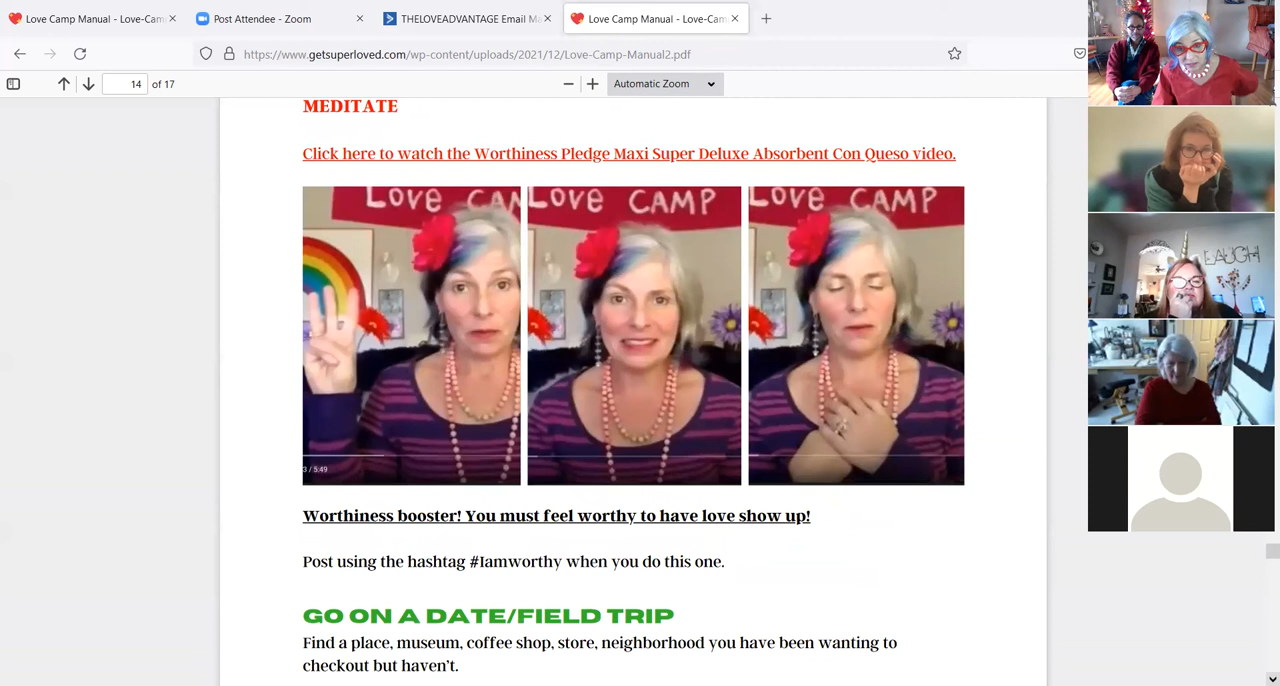 Love Camp Manual - Love-Cam
Post Attendee - Zoom
THELOVEADVANTAGE Email Ma
Love Camp Manual - Love-Cam
https://www.getsuperloved.com/wp-content/uploads/2021/12/Love-Camp-Manual2.pdf
14 of 17
Automatic Zoom
MEDITATE
Click here to watch the Worthiness Pledge Maxi Super Deluxe Absorbent Con Queso video.
LOVE CAM
LOVE CAMP
LOVE CAMP
3 / 5:49
LAUGH
Worthiness booster! You must feel worthy to have love show up!
Post using the hashtag #Iamworthy when you do this one.
GO ON A DATE/FIELD TRIP
Find a place, museum, coffee shop, store, neighborhood you have been wanting to
checkout but haven't.